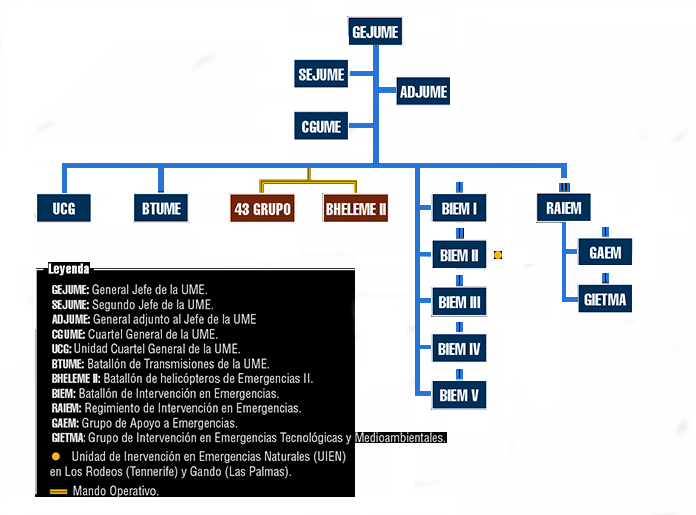 GEJUME
SEJUME
ADJUME
CGUME
UCG
BTUME
43 GRUPO
BHELEME II
BIEM I
RAIEM
BIEM II
GAEM
BIEM III
GIETMA
BIEM IV
BIEM V
Leyenda
GEJUME: General Jefe de la UME.
SEJUME: Segundo Jefe de la UME.
ADJUME: General adjunto al Jefe de la UME
CGUME: Cuartel General de la UME.
UCG: Unidad Cuartel General de la UME.
BTUME: Batallón de Transmisiones de la UME.
BHELEME II: Batallón de helicópteros de Emergencias II.
BIEM: Batallón de Intervención en Emergencias.
RAIEM: Regimiento de Intervención en Emergencias.
GAEM: Grupo de Apoyo a Emergencias.
GIETMA: Grupo de Intervención en Emergencias Tecnológicas y Medioambientales.
Unidad de Inervención en Emergencias Naturales (UIEN)
en Los Rodeos (Tennerife) y Gando (Las Palmas).
Mando Operativo.